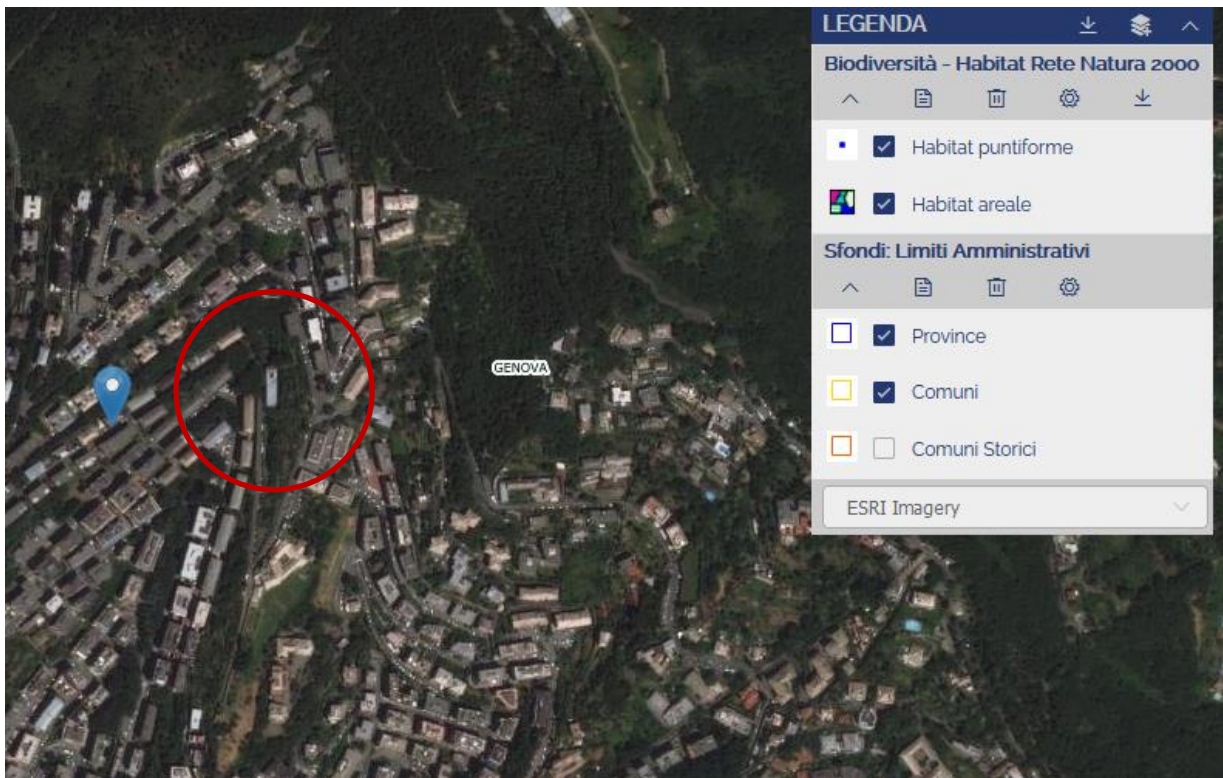 LEGENDA
Biodiversità - Habitat Rete Natura 2000
Habitat puntiforme
Habitat areale
Sfondi: Limiti Amministrativi
Province
Comuni
Comuni Storici
ESRI Imagery
GENOVA